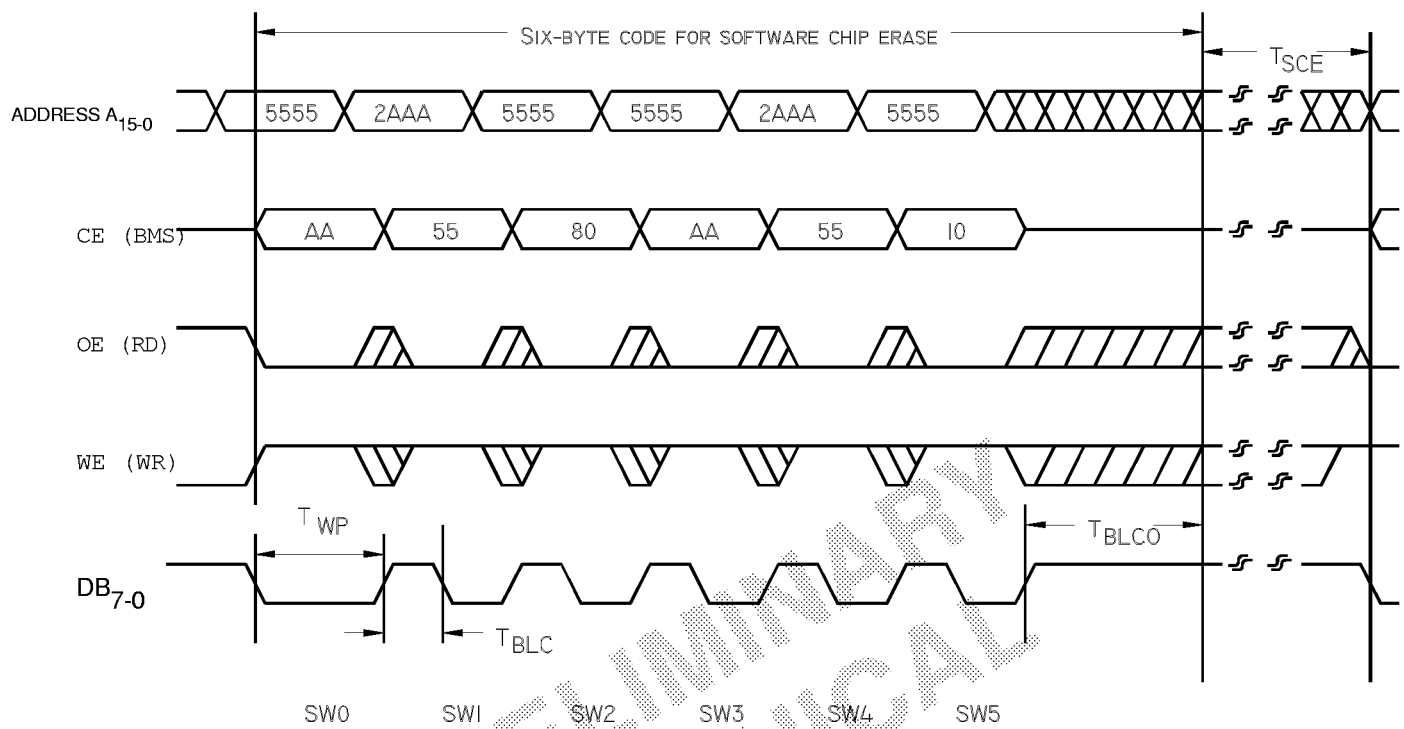 SIX-BYTE CODE FOR SOFTWARE CHIP ERASE
TSCE
ADDRESS A15-0
5555 2AAA 5555 5555 2AAA 5555
CE (BMS)
AA 55 80 AA 55 10
OE (RD)
WE (WR)
TWP
TBLCO
DB7-0
TBLC
SW0 SW1 SW2 SW3 SW4 SW5